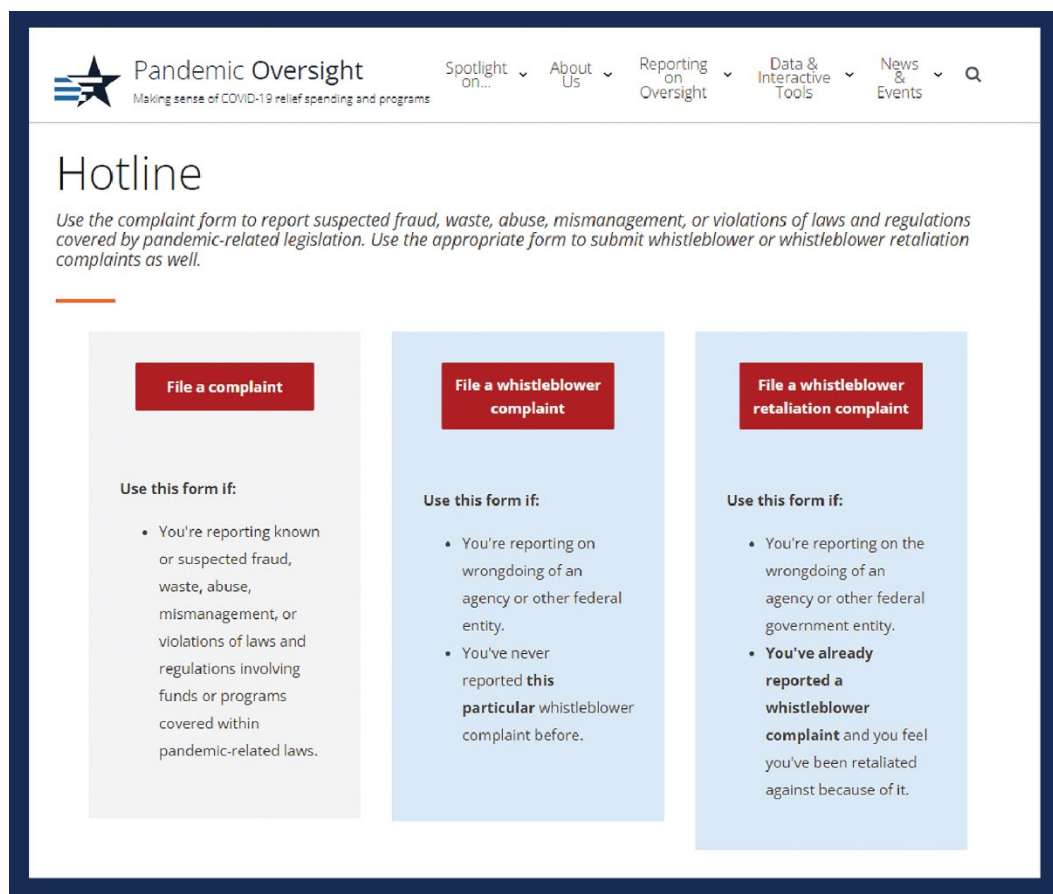 Pandemic Oversight
Making sense of COVID-19 relief spending and programs
Spotlight
on...
About
Us
Reporting
on
Oversight
Data &
Interactive
Tools
News
&
Events
Hotline
Use the complaint form to report suspected fraud, waste, abuse, mismanagement, or violations of laws and regulations
covered by pandemic-related legislation. Use the appropriate form to submit whistleblower or whistleblower retaliation
complaints as well.
File a complaint
Use this form if:
• You're reporting known
or suspected fraud,
waste, abuse,
mismanagement, or
violations of laws and
regulations involving
funds or programs
covered within
pandemic-related laws.
File a whistleblower
complaint
Use this form if:
• You're reporting on
wrongdoing of an
agency or other federal
entity.
• You've never
reported this
particular whistleblower
complaint before.
File a whistleblower
retaliation complaint
Use this form if:
• You're reporting on the
wrongdoing of an
agency or other federal
government entity.
• You've already
reported a
whistleblower
complaint and you feel
you've been retaliated
against because of it.